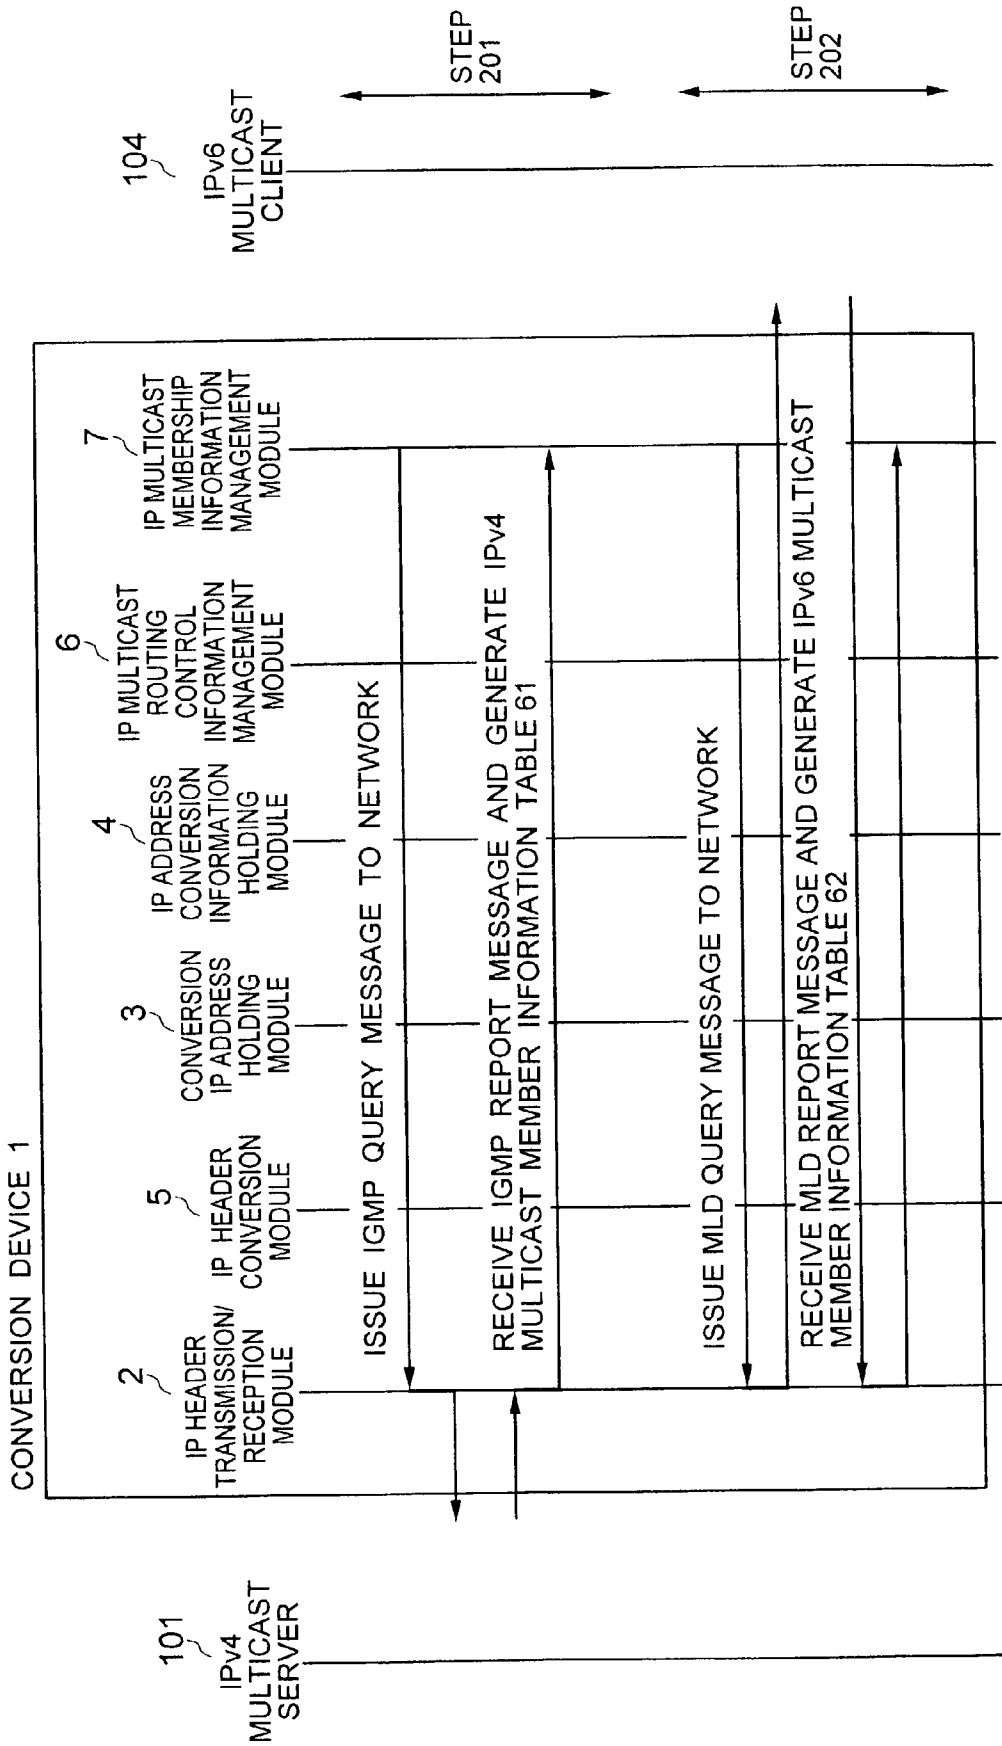 CONVERSION DEVICE 1
101
IPv4
MULTICAST
SERVER
2
IP HEADER
TRANSMISSION/
RECEPTION
MODULE
5
IP HEADER
CONVERSION
MODULE
3
CONVERSION
IP ADDRESS
HOLDING
MODULE
4
IP ADDRESS
CONVERSION
INFORMATION
HOLDING
MODULE
6
IP MULTICAST
ROUTING
CONTROL
INFORMATION
MANAGEMENT
MODULE
7
IP MULTICAST
MEMBERSHIP
INFORMATION
MANAGEMENT
MODULE
104
IPv6
MULTICAST
CLIENT
ISSUE IGMP QUERY MESSAGE TO NETWORK
RECEIVE IGMP REPORT MESSAGE AND GENERATE IPv4
MULTICAST MEMBER INFORMATION TABLE 61
STEP
201
ISSUE MLD QUERY MESSAGE TO NETWORK
RECEIVE MLD REPORT MESSAGE AND GENERATE IPv6 MULTICAST
MEMBER INFORMATION TABLE 62
STEP
202